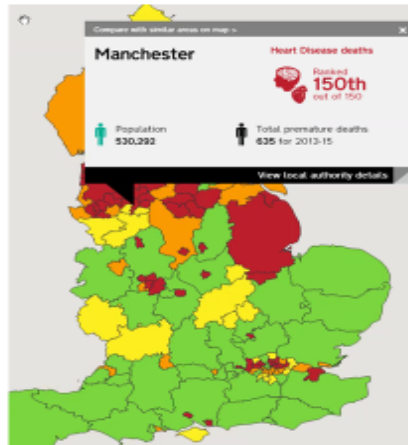 Compare with similar areas on map >
Manchester
Heart Disease deaths
Ranked
150th
out of 150
Population
530,292
Total premature deaths
635 for 2013-15
View local authority details